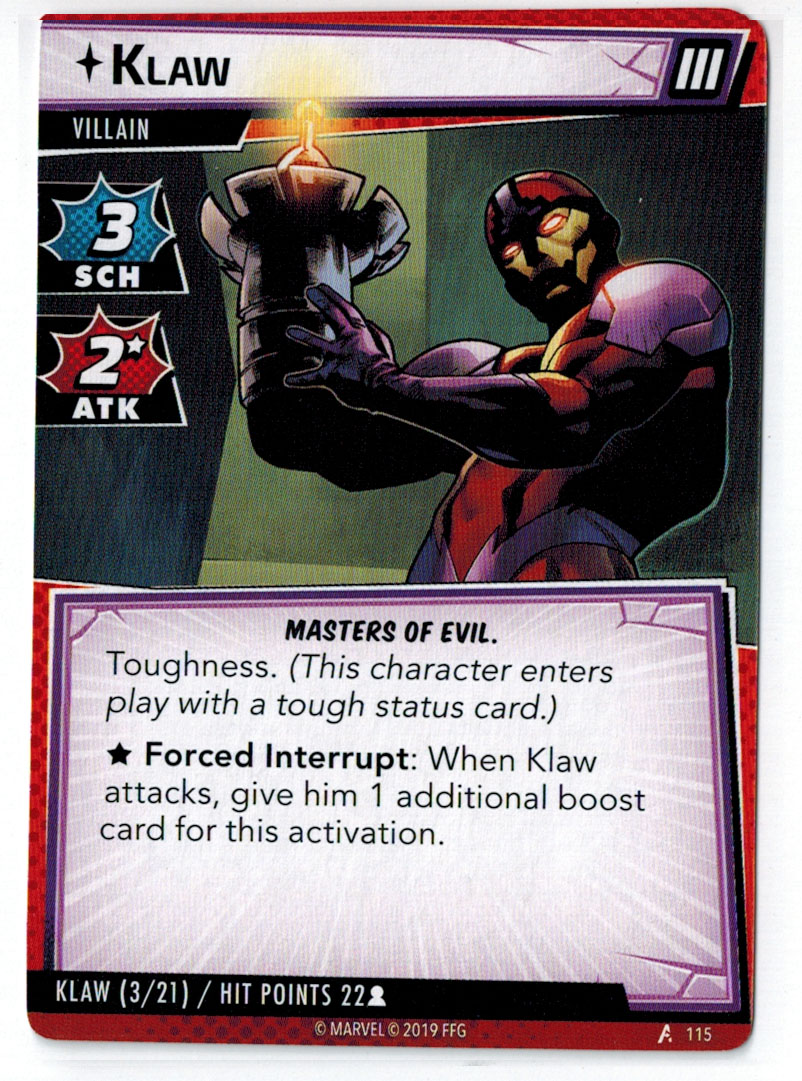 KLAW
III
VILLAIN
3
SCH
2★
ATK
MASTERS OF EVIL.
Toughness. (This character enters
play with a tough status card.)
★ Forced Interrupt: When Klaw
attacks, give him 1 additional boost
card for this activation.
KLAW (3/21) / HIT POINTS 22
© MARVEL © 2019 FFG
115